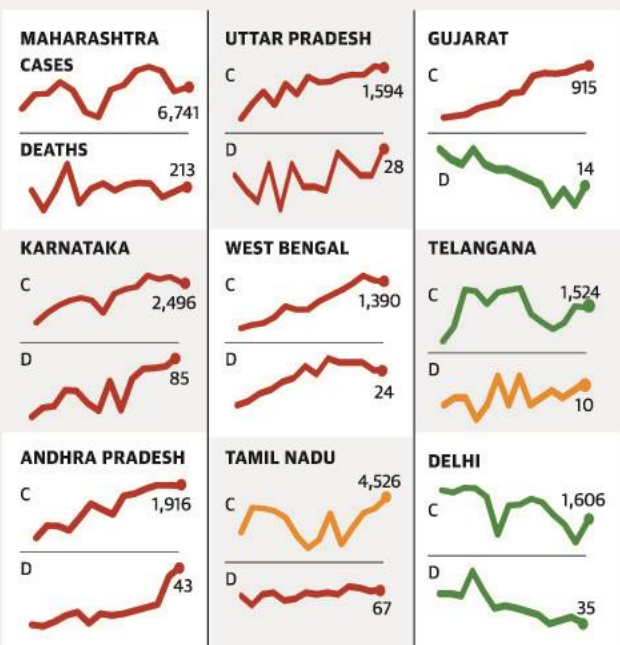 MAHARASHTRA
CASES
6,741
DEATHS
213
UTTAR PRADESH
C
1,594
D
28
GUJARAT
C
915
D
14
KARNATAKA
C
2,496
D
85
WEST BENGAL
C
1,390
D
24
TELANGANA
C
1,524
D
10
ANDHRA PRADESH
C
1,916
D
43
TAMIL NADU
C
4,526
D
67
DELHI
C
1,606
D
35